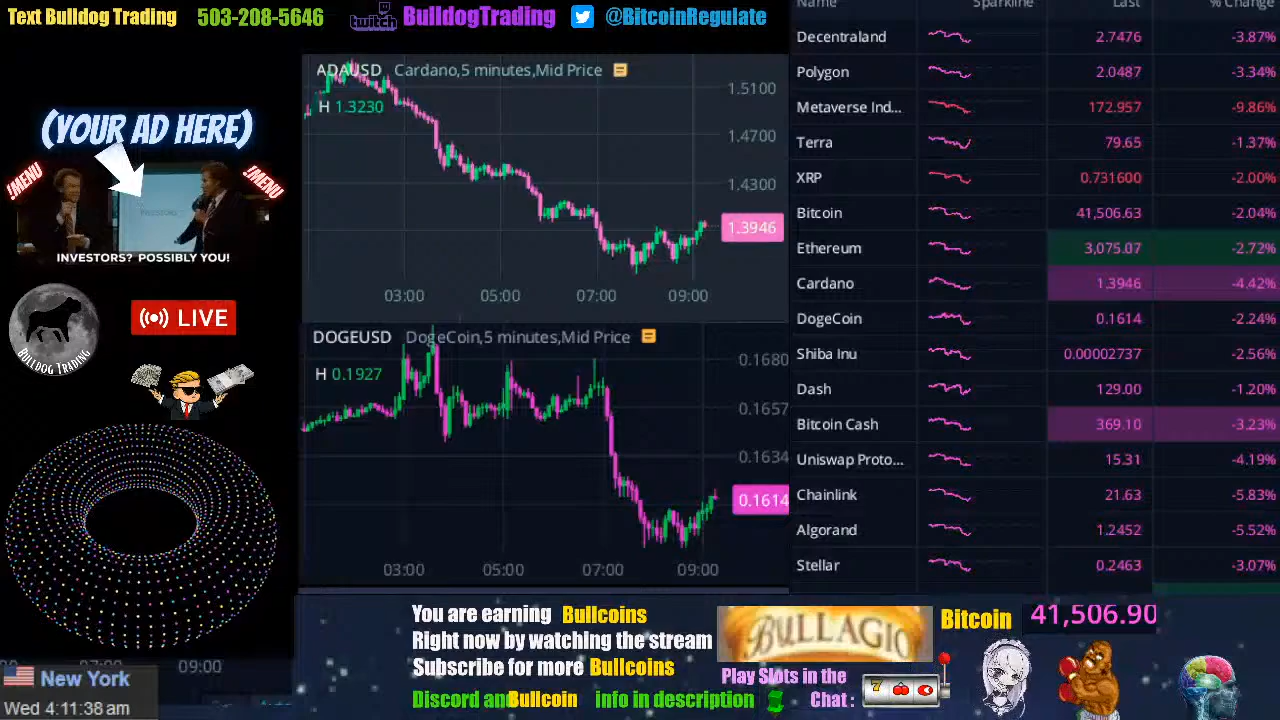 Text Bulldog Trading 503-208-5646 twitch BulldogTrading @BitcoinRegulate
(YOUR AD HERE)
!MENU
!MENU
INVESTORS? POSSIBLY YOU!
BULLDOG TRADING
LIVE
ADAUSD Cardano,5 minutes,Mid Price
H 1.3230
1.5100
1.4700
1.4300
1.3946
03:00 05:00 07:00 09:00
DOGEUSD DogeCoin,5 minutes,Mid Price
H 0.1927
0.1680
0.1657
0.1634
0.1614
03:00 05:00 07:00 09:00
Name Sparkline Last % Change
Decentraland 2.7476 -3.87%
Polygon 2.0487 -3.34%
Metaverse Ind... 172.957 -9.86%
Terra 79.65 -1.37%
XRP 0.731600 -2.00%
Bitcoin 41,506.63 -2.04%
Ethereum 3,075.07 -2.72%
Cardano 1.3946 -4.42%
DogeCoin 0.1614 -2.24%
Shiba Inu 0.00002737 -2.56%
Dash 129.00 -1.20%
Bitcoin Cash 369.10 -3.23%
Uniswap Proto... 15.31 -4.19%
Chainlink 21.63 -5.83%
Algorand 1.2452 -5.52%
Stellar 0.2463 -3.07%
07:00 09:00
New York
Wed 4:11:38 am
You are earning Bullcoins
Right now by watching the stream
Subscribe for more Bullcoins
Discord and Bullcoin info in description
BULLAGIO
Play Slots in the
Chat :
7
Bitcoin 41,506.90